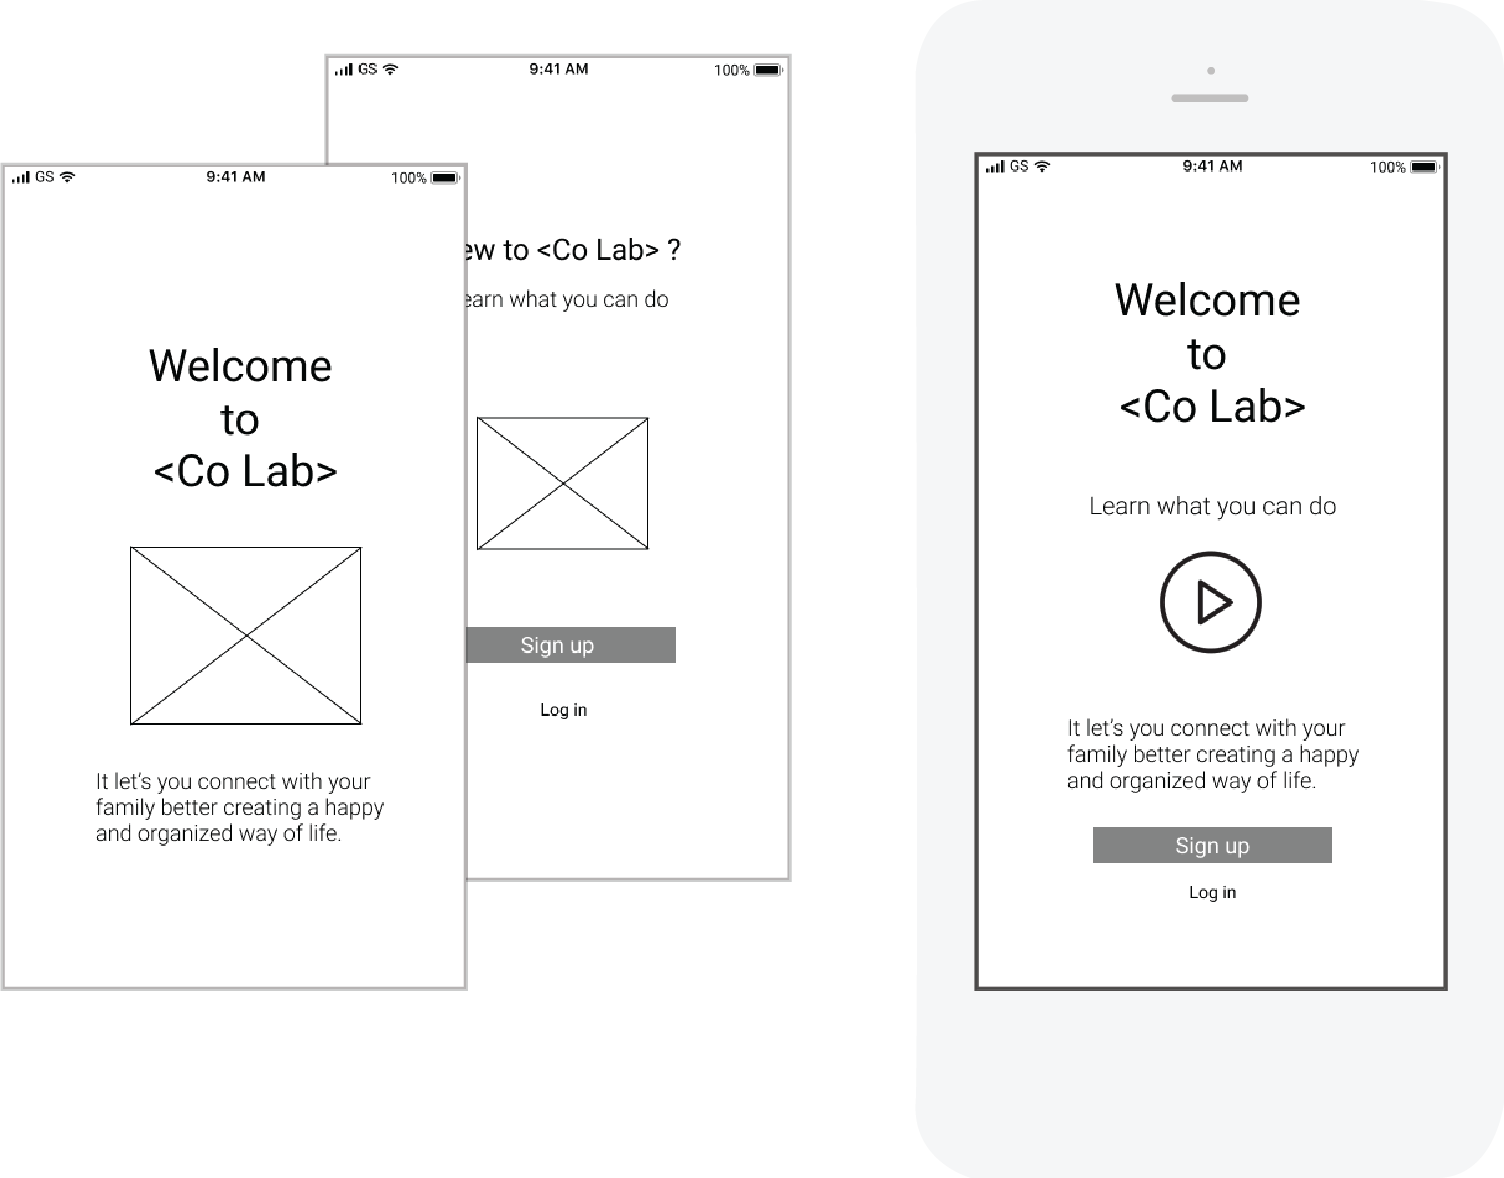 GS 9:41 AM 100%
ew to <Co Lab> ?
earn what you can do
Sign up
Log in
GS 9:41 AM 100%
Welcome
to
<Co Lab>
It let's you connect with your
family better creating a happy
and organized way of life.
GS 9:41 AM 100%
Welcome
to
<Co Lab>
Learn what you can do
It let's you connect with your
family better creating a happy
and organized way of life.
Sign up
Log in